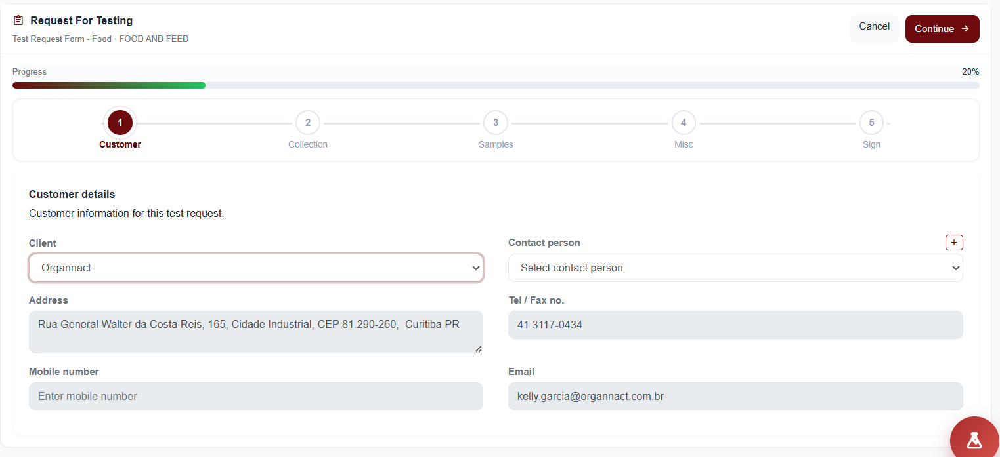 Request For Testing
Test Request Form - Food · FOOD AND FEED
Cancel
Continue →
Progress
20%
1
2
3
4
5
Customer
Collection
Samples
Misc
Sign
Customer details
Customer information for this test request.
Client
Contact person
+
Organnact
Select contact person
Address
Tel / Fax no.
Rua General Walter da Costa Reis, 165, Cidade Industrial, CEP 81.290-260,  Curitiba PR
41 3117-0434
Mobile number
Email
Enter mobile number
kelly.garcia@organnact.com.br